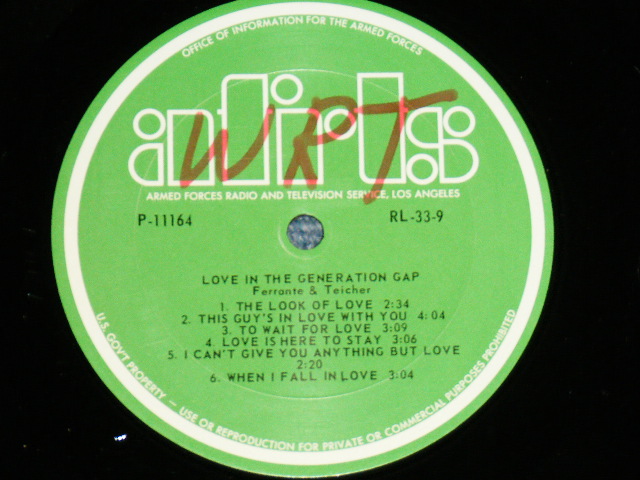 OFFICE OF INFORMATION FOR THE ARMED FORCES
afrts
WPT
ARMED FORCES RADIO AND TELEVISION SERVICE, LOS ANGELES
P-11164 RL-33-9
LOVE IN THE GENERATION GAP
Ferrante & Teicher
1. THE LOOK OF LOVE 2:34
2. THIS GUY'S IN LOVE WITH YOU 4:04
3. TO WAIT FOR LOVE 3:09
4. LOVE IS HERE TO STAY 3:06
5. I CAN'T GIVE YOU ANYTHING BUT LOVE
2:20
6. WHEN I FALL IN LOVE 3:04
U.S. GOV'T PROPERTY — USE OR REPRODUCTION FOR PRIVATE OR COMMERCIAL PURPOSES PROHIBITED